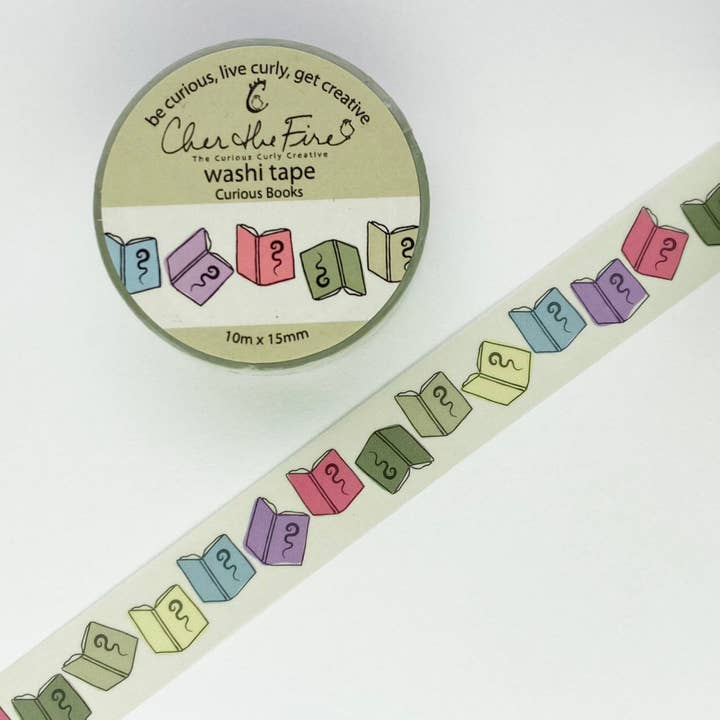 be curious, live curly, get creative
Cher the Fire
The Curious Curly Creative
washi tape
Curious Books
10m x 15mm